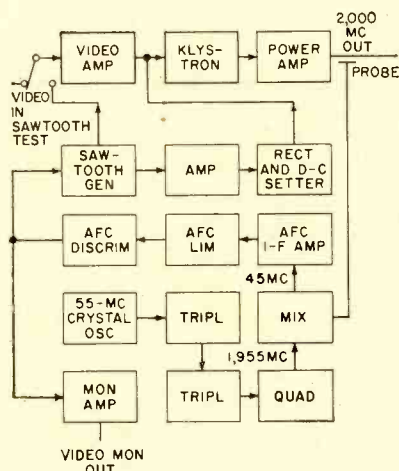 2,000
MC
OUT
PROBE
VIDEO
AMP
KLYS-
TRON
POWER
AMP
VIDEO
IN
SAWTOOTH
TEST
SAW-
TOOTH
GEN
AMP
RECT
AND D-C
SETTER
AFC
DISCRIM
AFC
LIM
AFC
I-F AMP
45MC
55-MC
CRYSTAL
OSC
TRIPL
MIX
1,955 MC
MON
AMP
TRIPL
QUAD
VIDEO MON
OUT